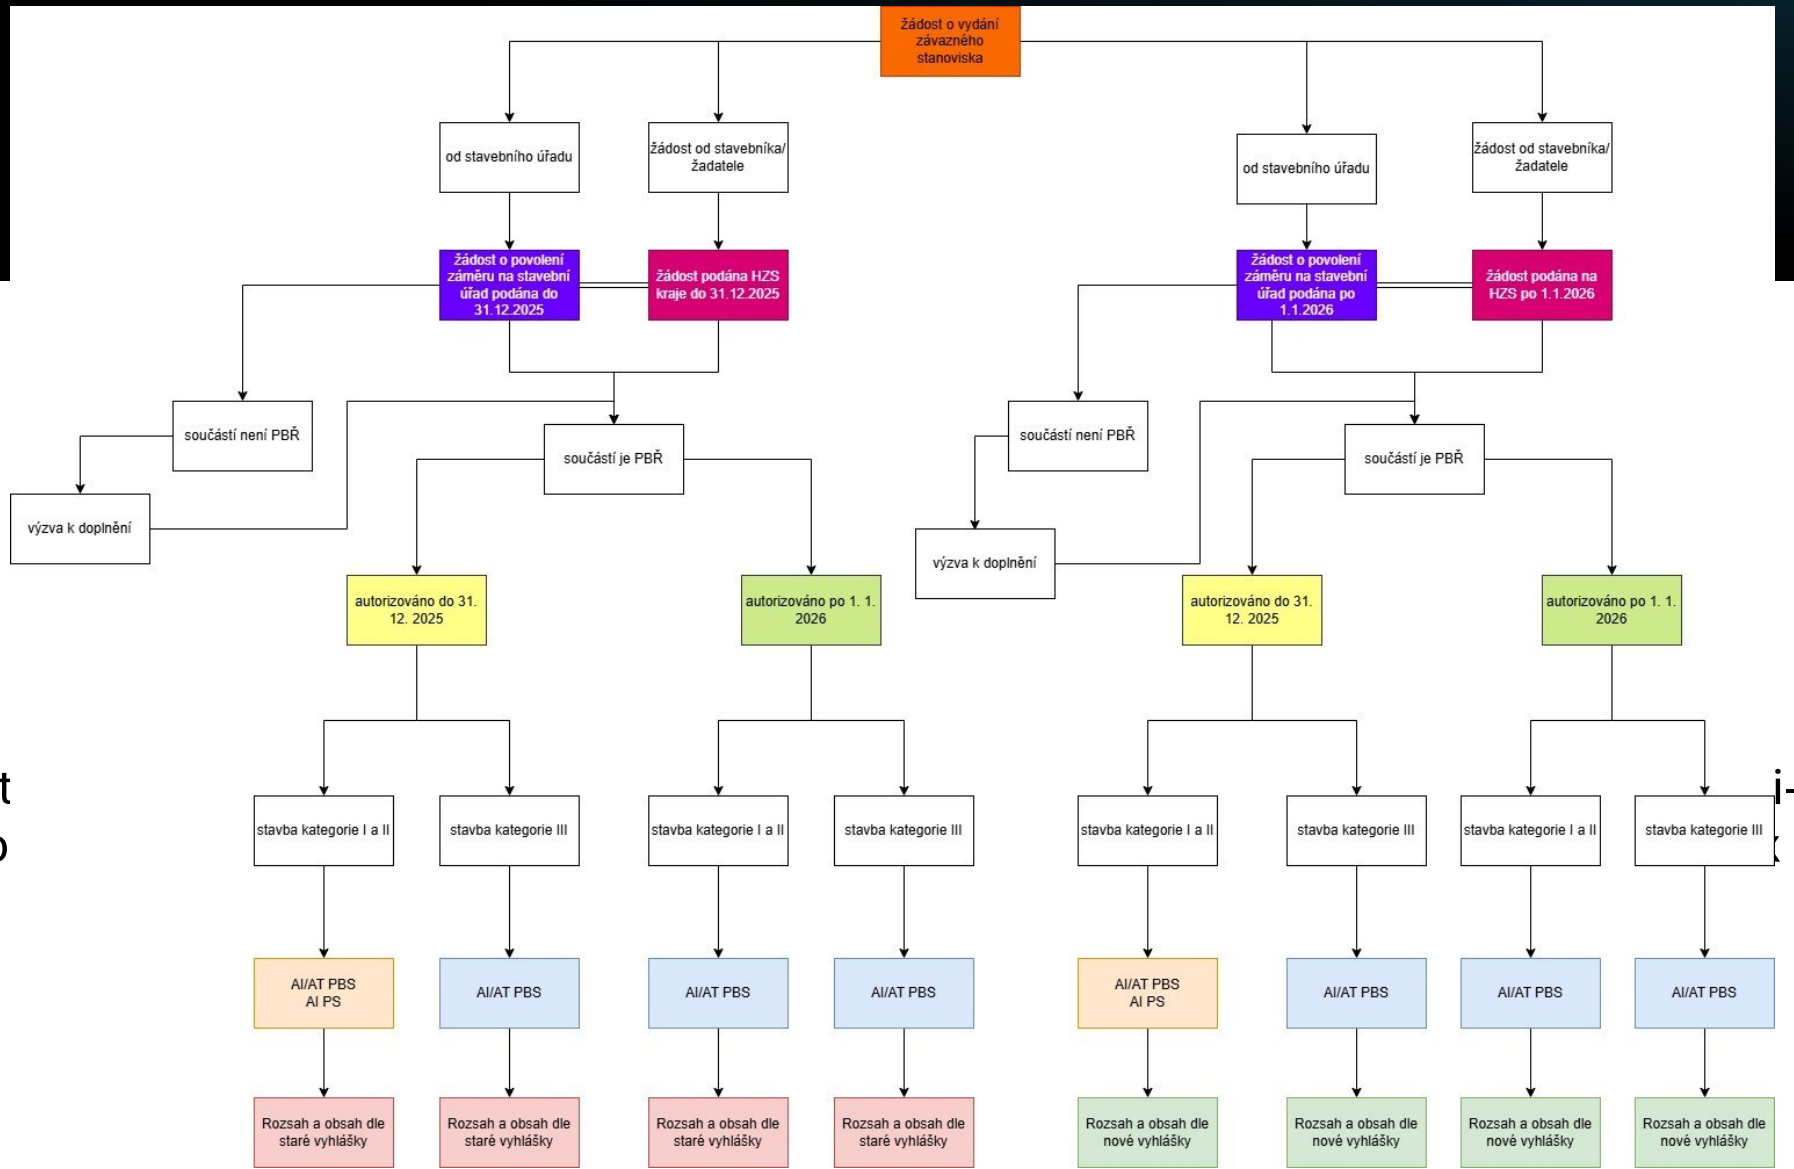 žádost o vydání
závazného
stanoviska
od stavebního úřadu
žádost od stavebníka/
žadatele
od stavebního úřadu
žádost od stavebníka/
žadatele
žádost o povolení
záměru na stavební
úřad podána do
31.12.2025
žádost podána HZS
kraje do 31.12.2025
žádost o povolení
záměru na stavební
úřad podána po
1.1.2026
žádost podána na
HZS po 1.1.2026
součástí není PBŘ
součástí je PBŘ
součástí není PBŘ
součástí je PBŘ
výzva k doplnění
výzva k doplnění
autorizováno do 31.
12. 2025
autorizováno po 1. 1.
2026
autorizováno do 31.
12. 2025
autorizováno po 1. 1.
2026
stavba kategorie I a II
stavba kategorie III
stavba kategorie I a II
stavba kategorie III
stavba kategorie I a II
stavba kategorie III
stavba kategorie I a II
stavba kategorie III
AI/AT PBS
AI PS
AI/AT PBS
AI/AT PBS
AI/AT PBS
AI/AT PBS
AI PS
AI/AT PBS
AI/AT PBS
AI/AT PBS
Rozsah a obsah dle
staré vyhlášky
Rozsah a obsah dle
staré vyhlášky
Rozsah a obsah dle
staré vyhlášky
Rozsah a obsah dle
staré vyhlášky
Rozsah a obsah dle
nové vyhlášky
Rozsah a obsah dle
nové vyhlášky
Rozsah a obsah dle
nové vyhlášky
Rozsah a obsah dle
nové vyhlášky